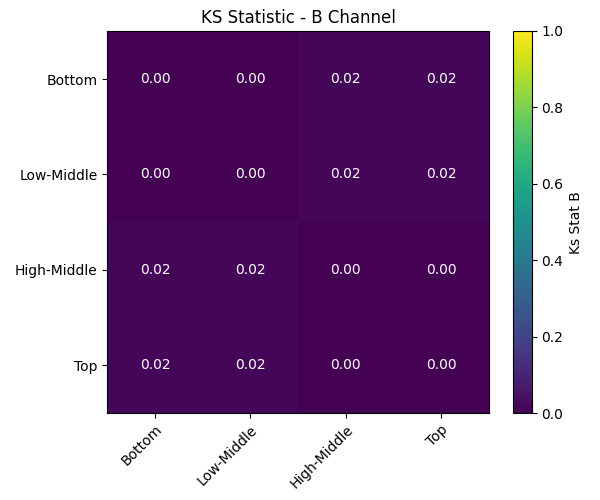 KS Statistic - B Channel
Bottom 0.00 0.00 0.02 0.02
Low-Middle 0.00 0.00 0.02 0.02
High-Middle 0.02 0.02 0.00 0.00
Top 0.02 0.02 0.00 0.00
Bottom Low-Middle High-Middle Top
1.0
0.8
0.6
0.4
0.2
0.0
Ks Stat B